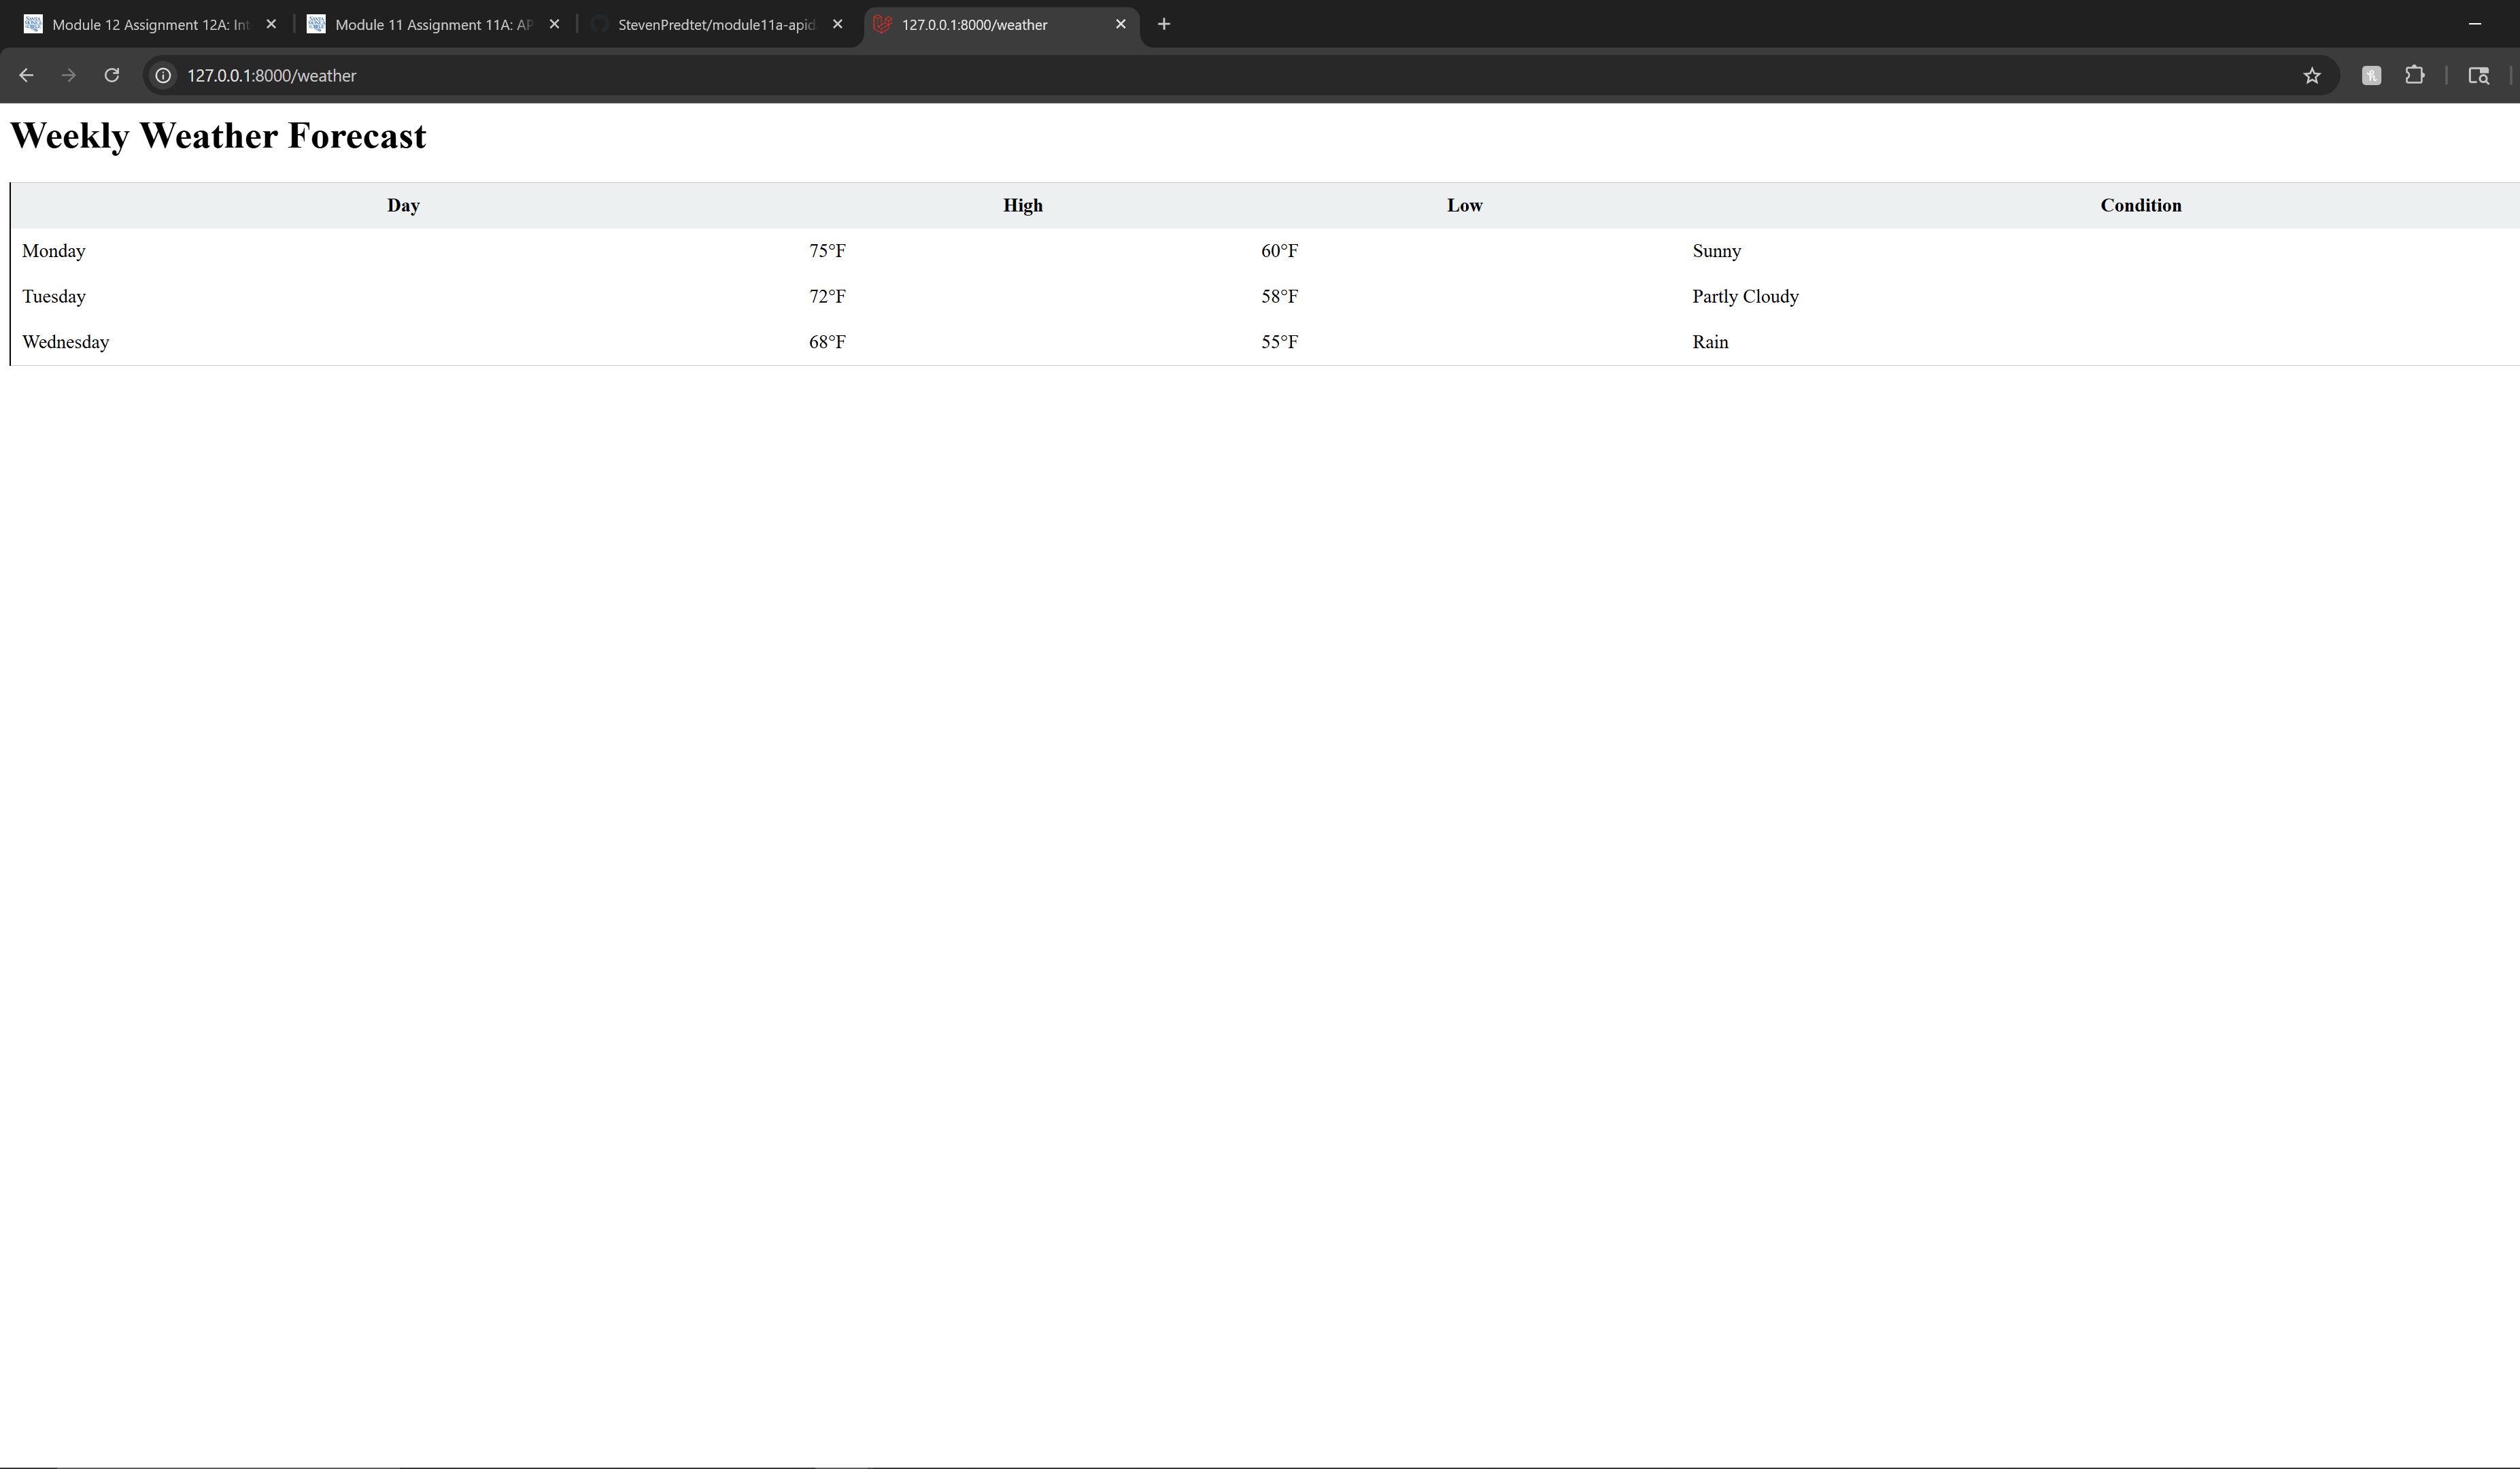 Module 12 Assignment 12A: Int
Module 11 Assignment 11A: AP
StevenPredtet/module11a-apid
127.0.0.1:8000/weather
127.0.0.1:8000/weather
Weekly Weather Forecast
Day High Low Condition
Monday 75°F 60°F Sunny
Tuesday 72°F 58°F Partly Cloudy
Wednesday 68°F 55°F Rain